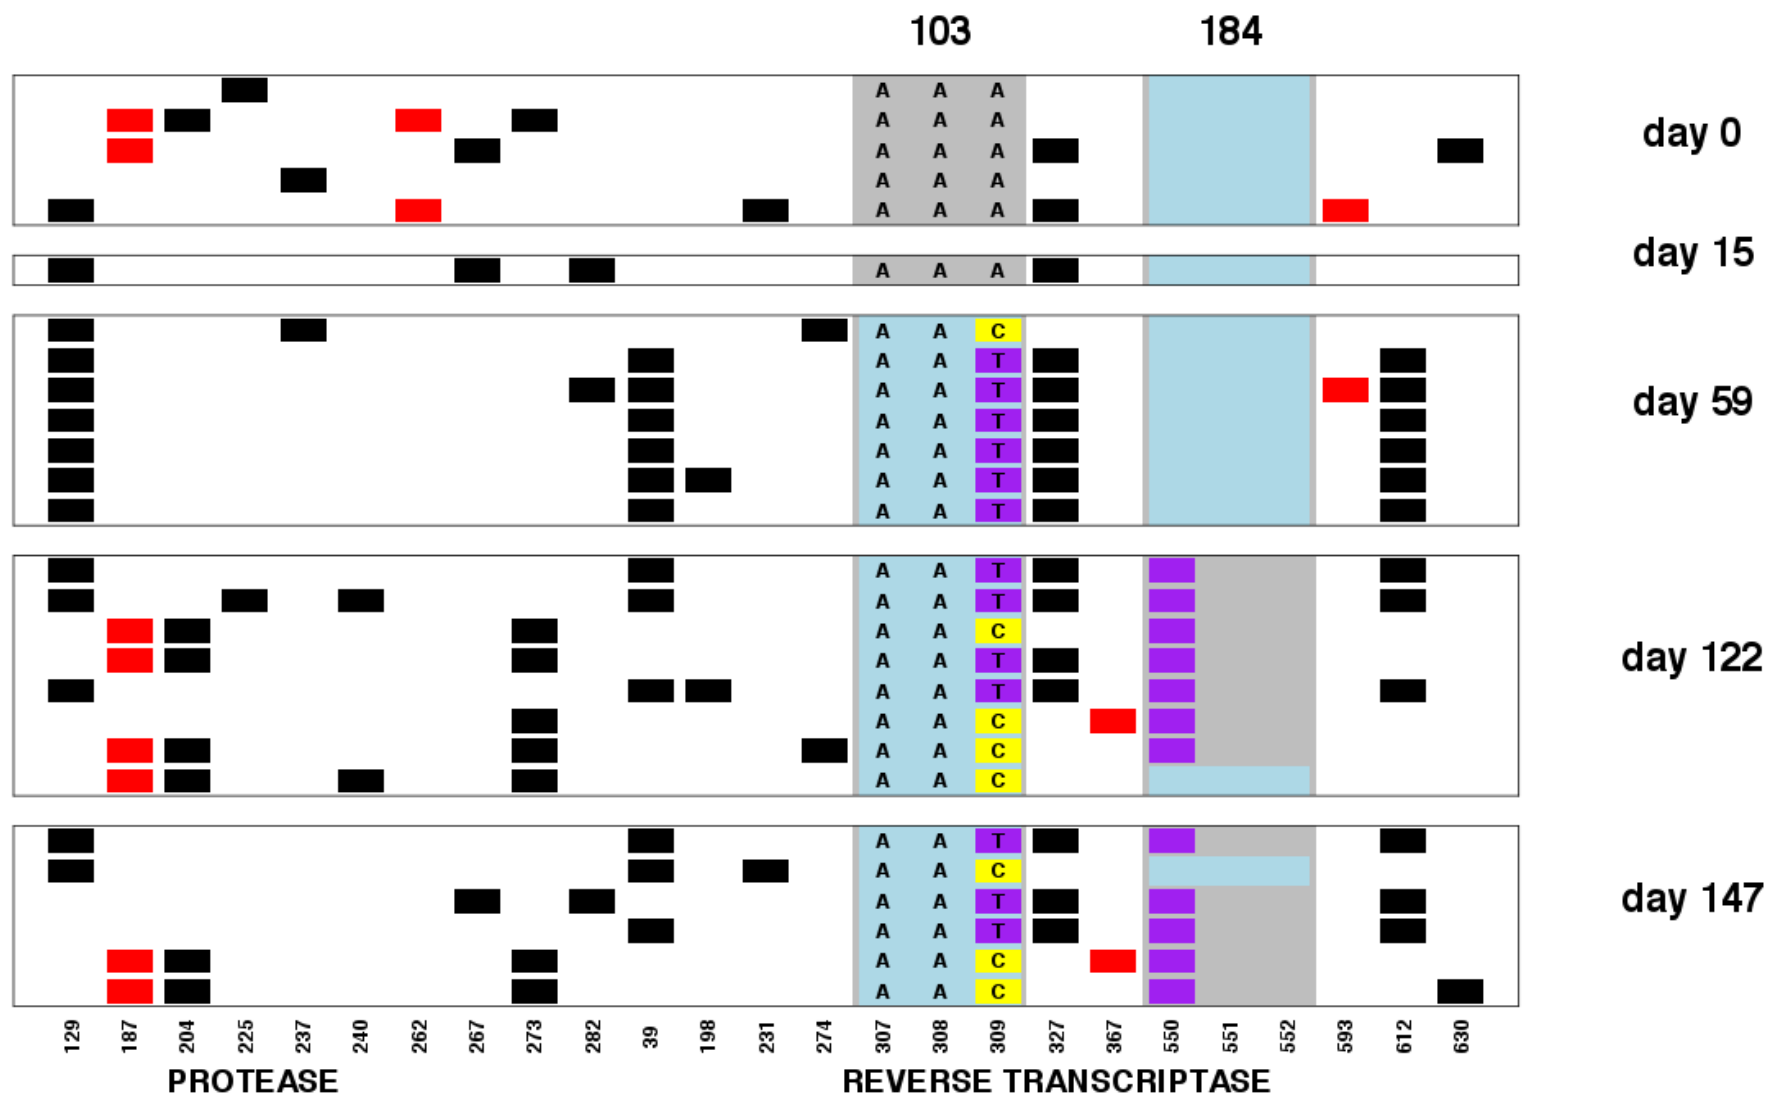 103 184
A A A
A A A
A A A
A A A
A A A
day 0
A A A
day 15
A A C
A A T
A A T
A A T
A A T
A A T
A A T
day 59
A A T
A A T
A A C
A A T
A A T
A A C
A A C
A A C
day 122
A A T
A A C
A A T
A A T
A A C
A A C
day 147
129 187 204 225 237 240 262 267 273 282 39 198 231 274 307 308 309 327 367 550 551 552 593 612 630
PROTEASE REVERSE TRANSCRIPTASE